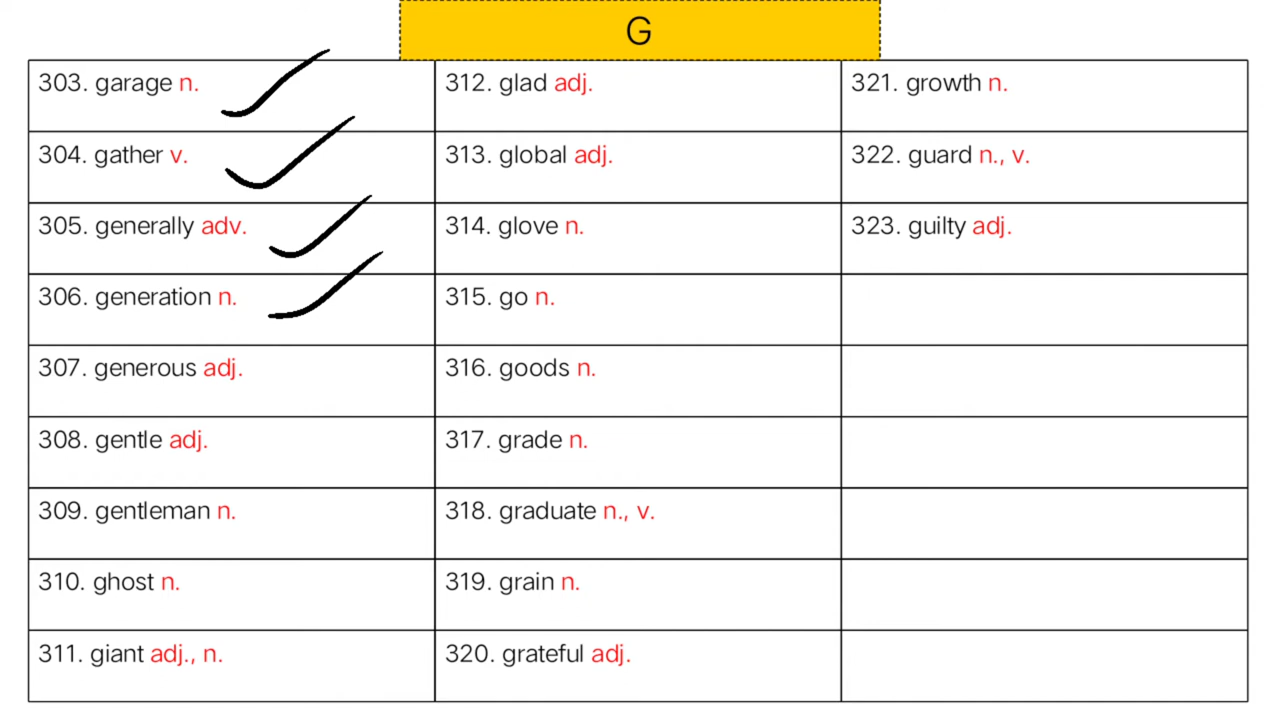 G
303. garage n.
304. gather v.
305. generally adv.
306. generation n.
307. generous adj.
308. gentle adj.
309. gentleman n.
310. ghost n.
311. giant adj., n.
312. glad adj.
313. global adj.
314. glove n.
315. go n.
316. goods n.
317. grade n.
318. graduate n., v.
319. grain n.
320. grateful adj.
321. growth n.
322. guard n., v.
323. guilty adj.